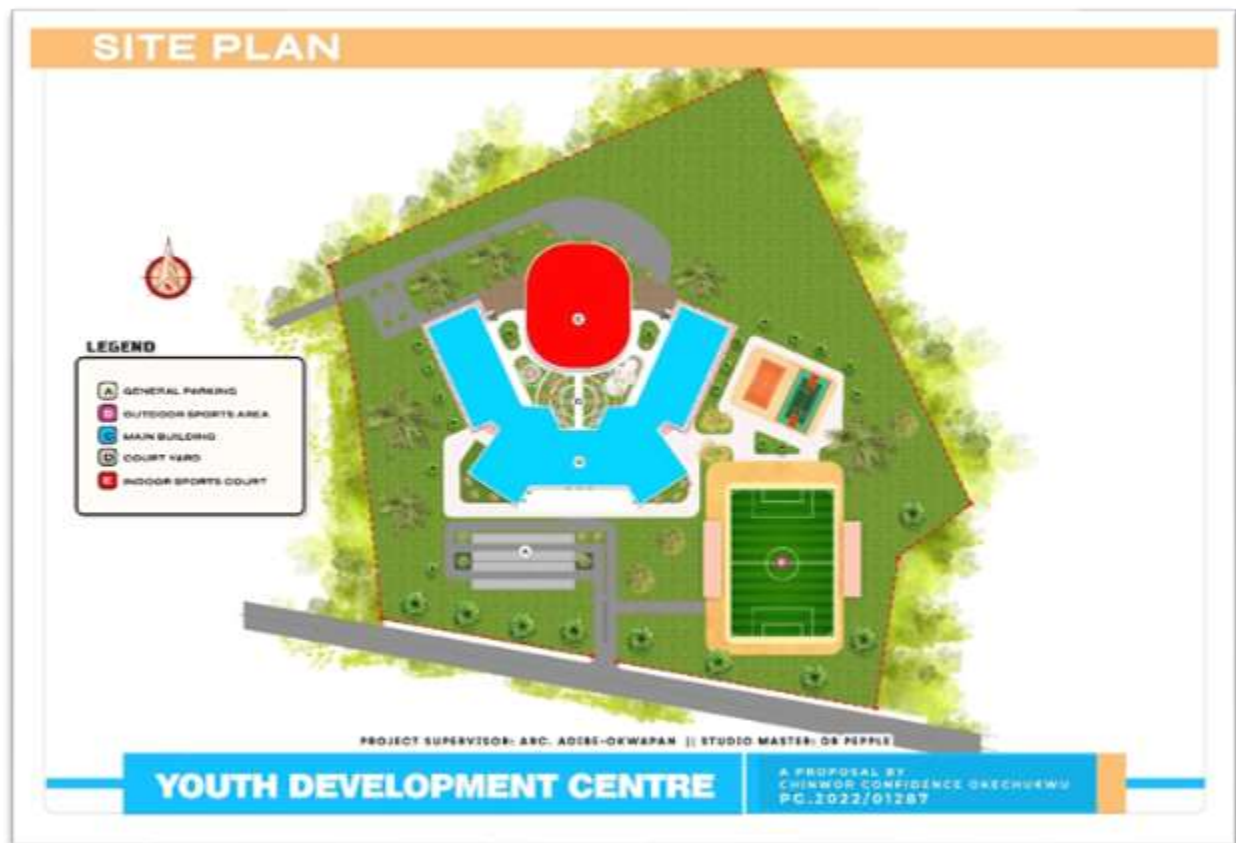 SITE PLAN
LEGEND
A GENERAL PARKING
B OUTDOOR SPORTS AREA
C MAIN BUILDING
D COURT YARD
E INDOOR SPORTS COURT
A
PROJECT SUPERVISOR: ARC. ADIBE-OKWAPAN || STUDIO MASTER: DR PEPPLE
YOUTH DEVELOPMENT CENTRE
A PROPOSAL BY
CHINWOR CONFIDENCE OKECHUKWU
PG.2022/01287